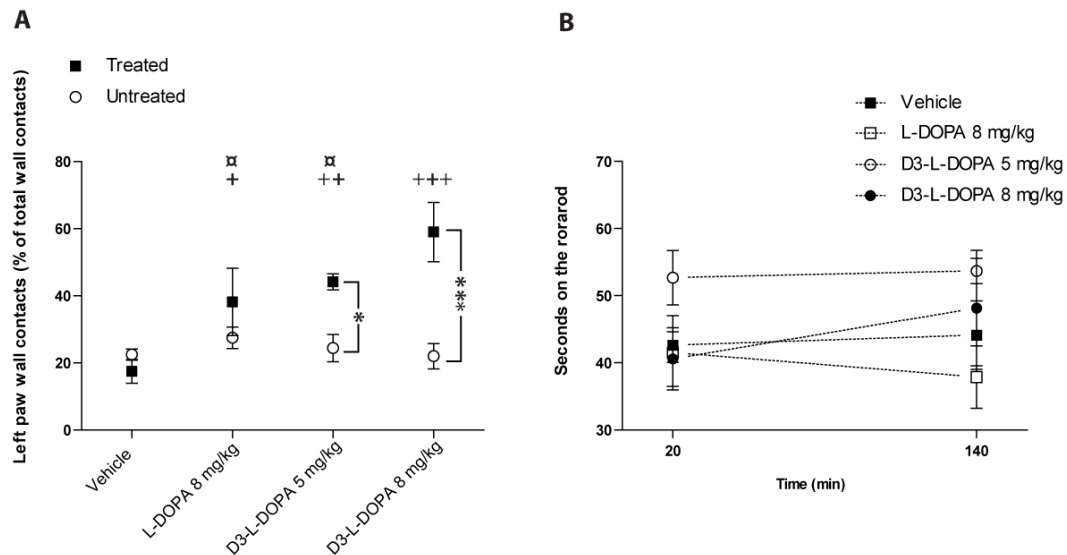 A
Treated
Untreated
Left paw wall contacts (% of total wall contacts)
80
60
40
20
0
¤
+
¤
++
+++
*
***
Vehicle
L-DOPA 8 mg/kg
D3-L-DOPA 5 mg/kg
D3-L-DOPA 8 mg/kg
B
Vehicle
L-DOPA 8 mg/kg
D3-L-DOPA 5 mg/kg
D3-L-DOPA 8 mg/kg
Seconds on the rorarod
70
60
50
40
30
20
140
Time (min)